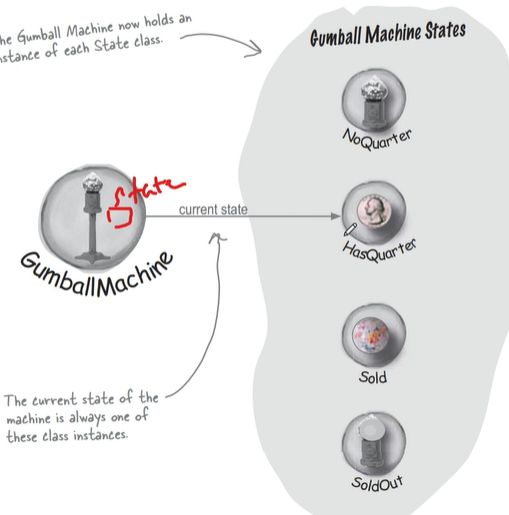 he Gumball Machine now holds an
nstance of each State class.
Gumball Machine States
NoQuarter
State
current state
GumballMachine
HasQuarter
The current state of the
machine is always one of
these class instances.
Sold
SoldOut